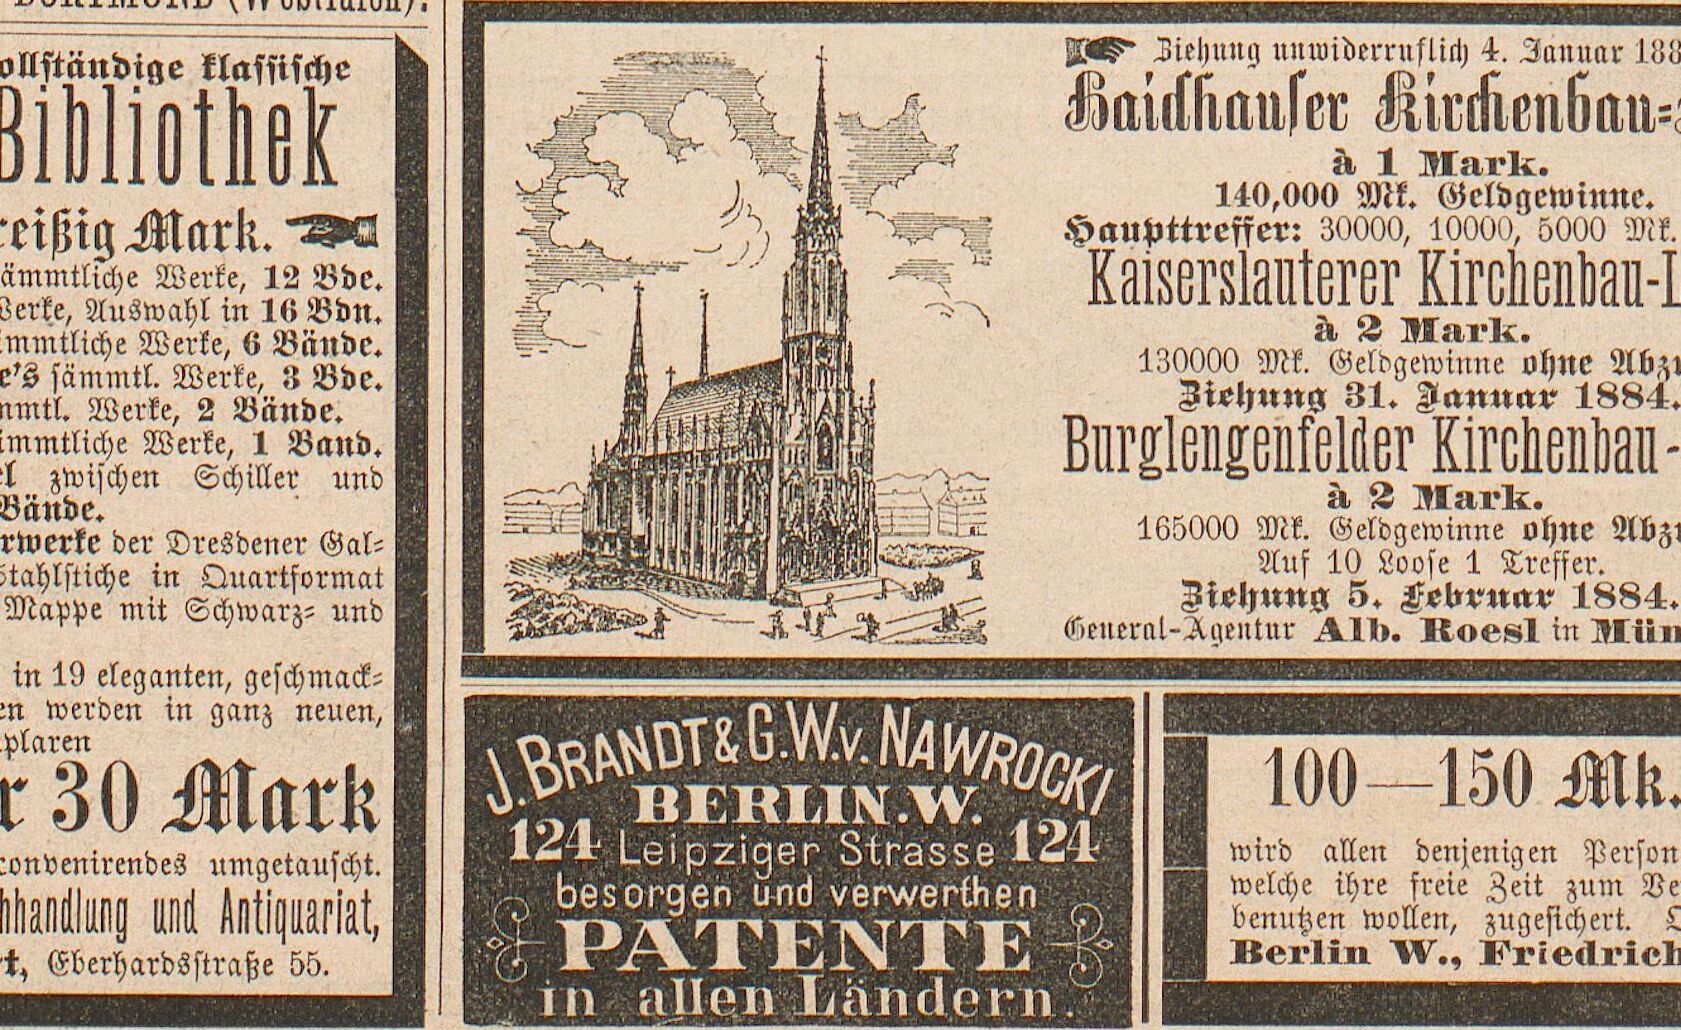 DORTMUND (Westfalen).
ollständige klassische
Bibliothek
reißig Mark.
ämmtliche Werke, 12 Bde.
Werke, Auswahl in 16 Bdn.
immtliche Werke, 6 Bände.
e's sämmtl. Werke, 3 Bde.
mmtl. Werke, 2 Bände.
immtliche Werke, 1 Band.
el zwischen Schiller und
Bände.
rwerke der Dresdener Gal-
Stahlstiche in Quartformat
Mappe mit Schwarz- und
in 19 eleganten, geschmack-
en werden in ganz neuen,
plaren
r 30 Mark
convenirendes umgetauscht.
hhandlung und Antiquariat,
rt, Eberhardsstraße 55.
Ziehung unwiderruflich 4. Januar 188
Haidhauser Kirchenbau-
à 1 Mark.
140,000 Mk. Geldgewinne.
Haupttreffer: 30000, 10000, 5000 Mk.
Kaiserslauterer Kirchenbau-L
à 2 Mark.
130000 Mk. Geldgewinne ohne Abzu
Ziehung 31. Januar 1884.
Burglengenfelder Kirchenbau-
à 2 Mark.
165000 Mk. Geldgewinne ohne Abzu
Auf 10 Loose 1 Treffer.
Ziehung 5. Februar 1884.
General-Agentur Alb. Roesl in Mün
J. BRANDT & G.W.v. NAWROCKI
BERLIN.W.
124 Leipziger Strasse 124
besorgen und verwerthen
PATENTE
in allen Ländern.
100—150 Mk.
wird allen denjenigen Person
welche ihre freie Zeit zum Ve
benutzen wollen, zugesichert.
Berlin W., Friedrich